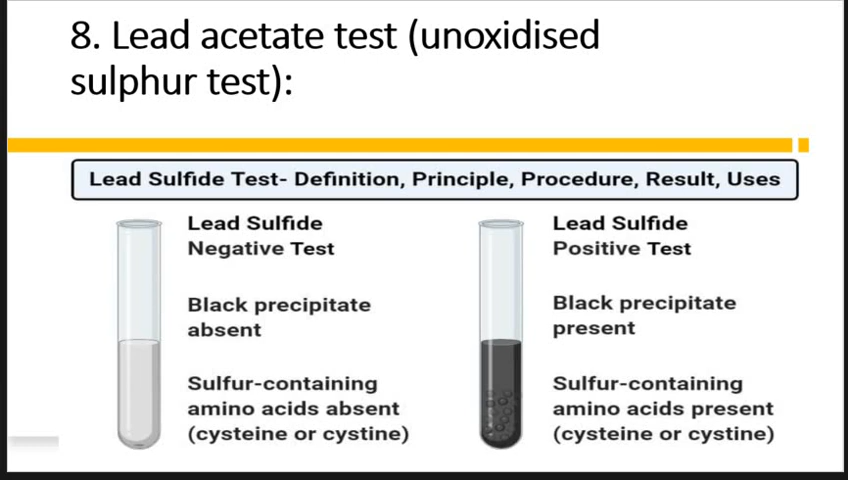 8. Lead acetate test (unoxidised
sulphur test):
Lead Sulfide Test- Definition, Principle, Procedure, Result, Uses
Lead Sulfide
Negative Test
Black precipitate
absent
Sulfur-containing
amino acids absent
(cysteine or cystine)
Lead Sulfide
Positive Test
Black precipitate
present
Sulfur-containing
amino acids present
(cysteine or cystine)